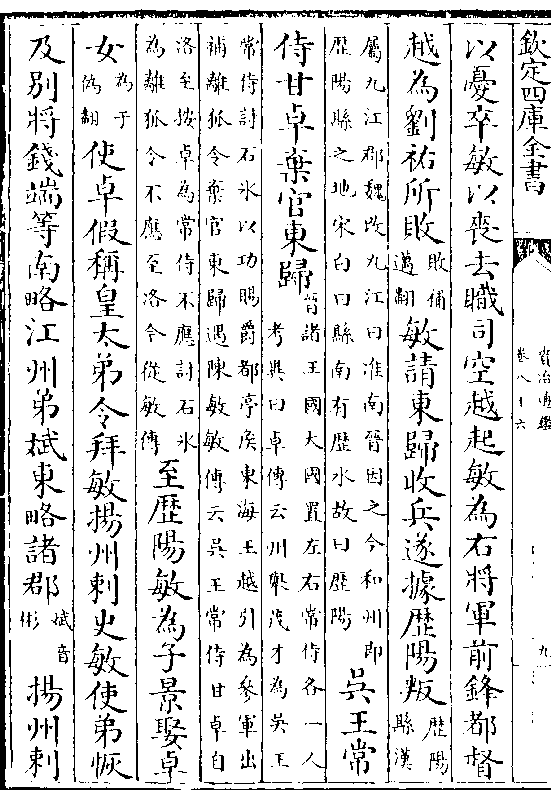 欽定四庫全書
資治通鑑
卷八十六
九
以憂卒敏以喪去職司空越起敏為右將軍前鋒都督
越為劉祐所敗敗補邁翻敏請東歸收兵遂據歴陽叛歴陽縣漢
屬九江郡魏改九江曰淮南晉因之今和州即歴陽縣之地宋白曰縣南有歴水故曰歴陽吳王常
侍甘卓棄官東歸晉諸王國大國置左右常侍各一人考異曰卓傳云州舉茂才為吳王
常侍討石氷以功賜爵都亭侯東海王越引為參軍出補離狐令棄官東歸遇陳敏敏傳云吳王常侍甘卓自
洛至按卓為常侍不應討石氷為離狐令不應至洛今從敏傳至歴陽敏為子景娶卓
女為于偽翻使卓假稱皇太弟令拜敏揚州刺史敏使弟恢
及别將錢端等南略江州弟斌東略諸郡斌音彬揚州刺